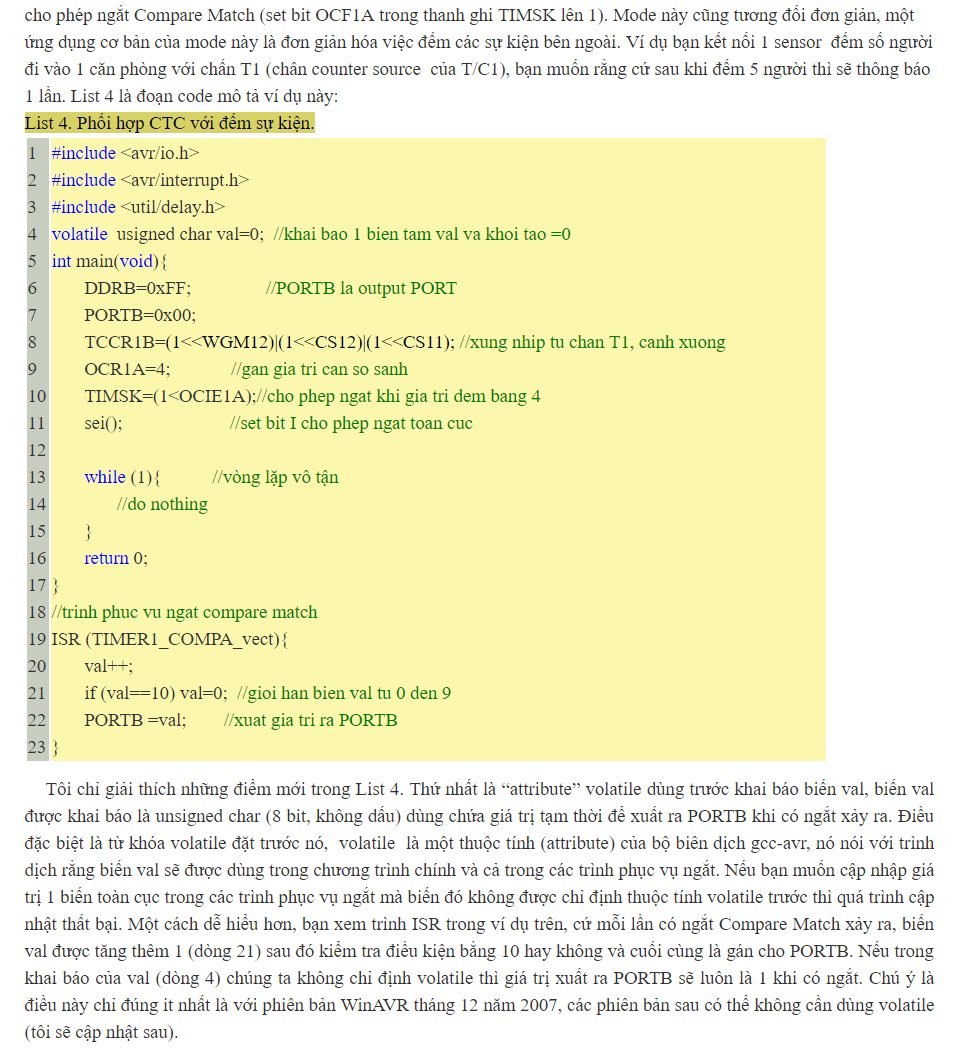 cho phép ngắt Compare Match (set bit OCF1A trong thanh ghi TIMSK lên 1). Mode này cũng tương đối đơn giản, một
ứng dụng cơ bản của mode này là đơn giản hóa việc đếm các sự kiện bên ngoài. Ví dụ bạn kết nối 1 sensor  đếm số người
đi vào 1 căn phòng với chấn T1 (chân counter source  của T/C1), bạn muốn rằng cứ sau khi đếm 5 người thì sẽ thông báo
1 lần. List 4 là đoạn code mô tả ví dụ này:
List 4. Phối hợp CTC với đếm sự kiện.
1 #include <avr/io.h>
2 #include <avr/interrupt.h>
3 #include <util/delay.h>
4 volatile  usigned char val=0;  //khai bao 1 bien tam val va khoi tao =0
5 int main(void){
6 DDRB=0xFF; //PORTB la output PORT
7 PORTB=0x00;
8 TCCR1B=(1<<WGM12)|(1<<CS12)|(1<<CS11); //xung nhip tu chan T1, canh xuong
9 OCR1A=4; //gan gia tri can so sanh
10 TIMSK=(1<OCIE1A);//cho phep ngat khi gia tri dem bang 4
11 sei(); //set bit I cho phep ngat toan cuc
12
13 while (1){ //vòng lặp vô tận
14 //do nothing
15 }
16 return 0;
17 }
18 //trinh phuc vu ngat compare match
19 ISR (TIMER1_COMPA_vect){
20 val++;
21 if (val==10) val=0;  //gioi han bien val tu 0 den 9
22 PORTB =val; //xuat gia tri ra PORTB
23 }
Tôi chỉ giải thích những điểm mới trong List 4. Thứ nhất là “attribute” volatile dùng trước khai báo biến val, biến val
được khai báo là unsigned char (8 bit, không dấu) dùng chứa giá trị tạm thời để xuất ra PORTB khi có ngắt xảy ra. Điều
đặc biệt là từ khóa volatile đặt trước nó,  volatile  là một thuộc tính (attribute) của bộ biên dịch gcc-avr, nó nói với trình
dịch rằng biến val sẽ được dùng trong chương trình chính và cả trong các trình phục vụ ngắt. Nếu bạn muốn cập nhập giá
trị 1 biến toàn cục trong các trình phục vụ ngắt mà biến đó không được chỉ định thuộc tính volatile trước thì quá trình cập
nhật thất bại. Một cách dễ hiểu hơn, bạn xem trình ISR trong ví dụ trên, cứ mỗi lần có ngắt Compare Match xảy ra, biến
val được tăng thêm 1 (dòng 21) sau đó kiểm tra điều kiện bằng 10 hay không và cuối cùng là gán cho PORTB. Nếu trong
khai báo của val (dòng 4) chúng ta không chỉ định volatile thì giá trị xuất ra PORTB sẽ luôn là 1 khi có ngắt. Chú ý là
điều này chỉ đúng it nhất là với phiên bản WinAVR tháng 12 năm 2007, các phiên bản sau có thể không cần dùng volatile
(tôi sẽ cập nhật sau).